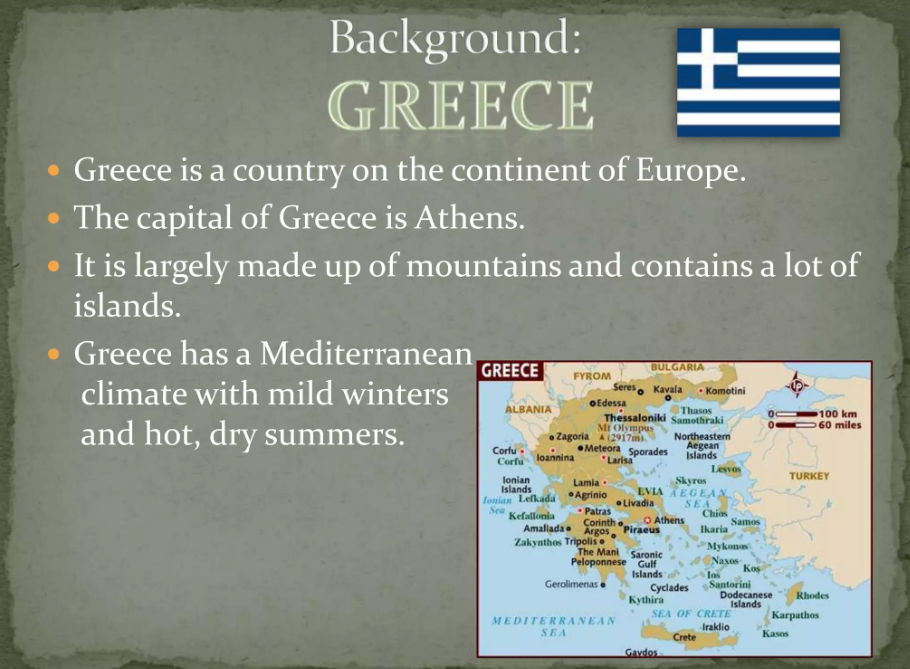 Background:
GREECE
Greece is a country on the continent of Europe.
The capital of Greece is Athens.
It is largely made up of mountains and contains a lot of
islands.
Greece has a Mediterranean
climate with mild winters
and hot, dry summers.
GREECE
FYROM
BULGARIA
ALBANIA
TURKEY
Seres
Kavala
Komotini
Edessa
Thessaloniki
Thasos
Samothraki
Mt Olympus
(2917m)
0 100 km
0 60 miles
Zagoria
Meteora
Northeastern
Aegean
Islands
Corfu
Corfu
Ioannina
Larisa
Sporades
Lesvos
Ionian
Islands
Lamia
Skyros
Ionian
Sea
Lefkada
Agrinio
EVIA
AEGEAN
SEA
Livadia
Chios
Kefallonia
Patras
Athens
Samos
Amaliada
Corinth
Argos
Piraeus
Ikaria
Zakynthos
Tripolis
Mykonos
The Mani
Peloponnese
Saronic
Gulf
Islands
Naxos
Kos
Ios
Santorini
Gerolimenas
Cyclades
Dodecanese
Islands
Rhodes
Kythira
SEA OF CRETE
Karpathos
MEDITERRANEAN
SEA
Iraklio
Crete
Kasos
Gavdos